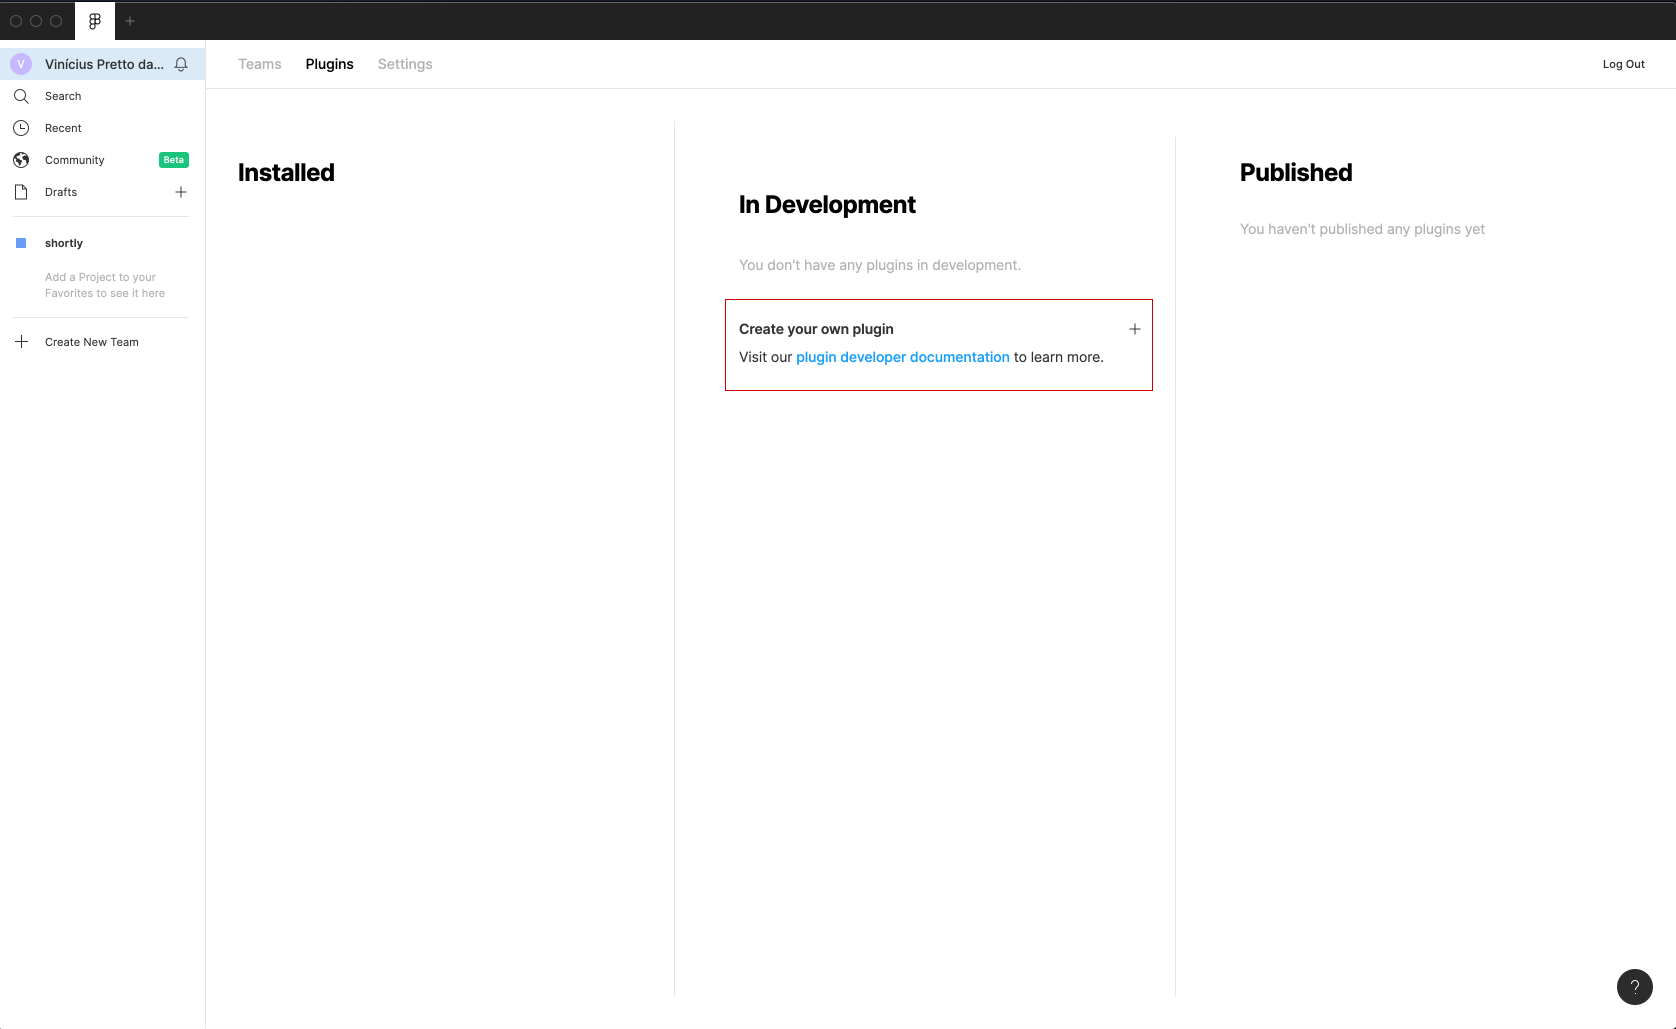 V Vinícius Pretto da...
Search
Recent
Community Beta
Drafts
shortly
Add a Project to your
Favorites to see it here
Create New Team
Teams Plugins Settings Log Out
Installed
In Development
You don't have any plugins in development.
Create your own plugin
Visit our plugin developer documentation to learn more.
Published
You haven't published any plugins yet
?